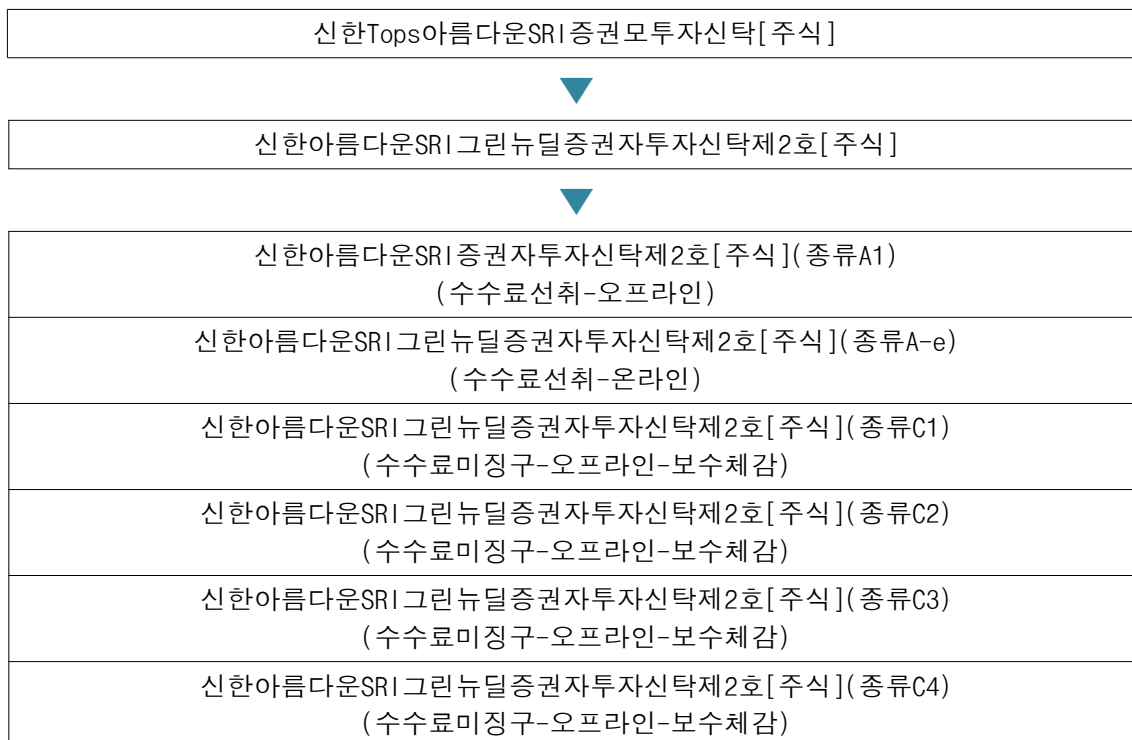 신한Tops아름다운SRI증권모투자신탁[주식]
신한아름다운SRI그린뉴딜증권자투자신탁제2호[주식]
신한아름다운SRI증권자투자신탁제2호[주식](종류A1)
(수수료선취-오프라인)
신한아름다운SRI그린뉴딜증권자투자신탁제2호[주식](종류A-e)
(수수료선취-온라인)
신한아름다운SRI그린뉴딜증권자투자신탁제2호[주식](종류C1)
(수수료미징구-오프라인-보수체감)
신한아름다운SRI그린뉴딜증권자투자신탁제2호[주식](종류C2)
(수수료미징구-오프라인-보수체감)
신한아름다운SRI그린뉴딜증권자투자신탁제2호[주식](종류C3)
(수수료미징구-오프라인-보수체감)
신한아름다운SRI그린뉴딜증권자투자신탁제2호[주식](종류C4)
(수수료미징구-오프라인-보수체감)